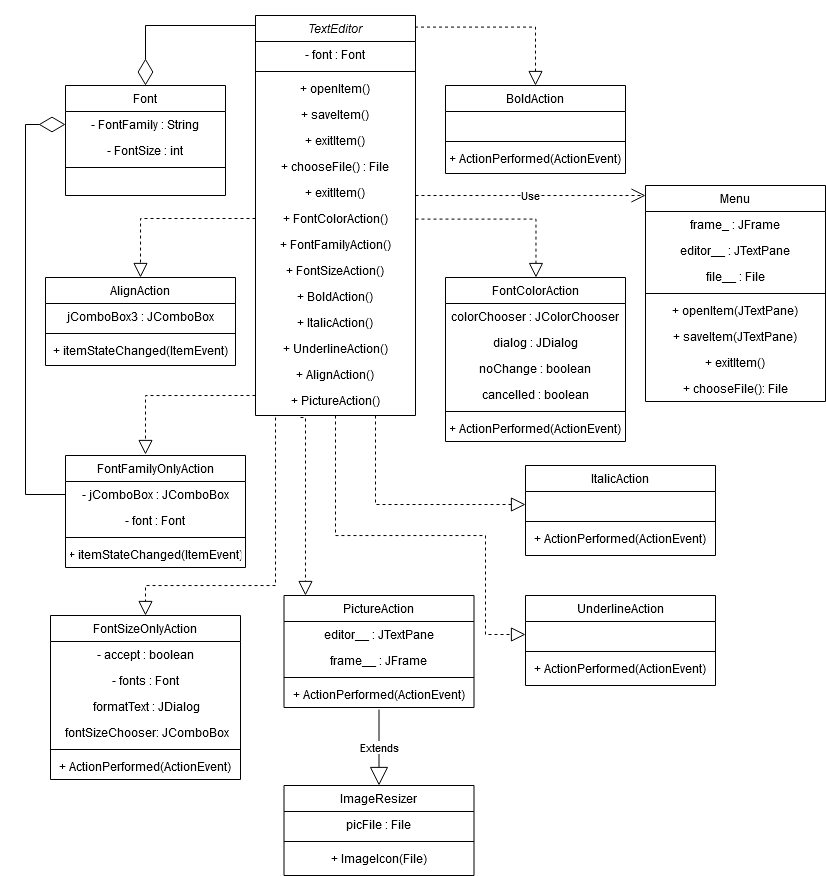 TextEditor
- font : Font
+ openItem()
+ saveItem()
+ exitItem()
+ chooseFile() : File
+ exitItem()
+ FontColorAction()
+ FontFamilyAction()
+ FontSizeAction()
+ BoldAction()
+ ItalicAction()
+ UnderlineAction()
+ AlignAction()
+ PictureAction()
Font
- FontFamily : String
- FontSize : int
BoldAction
+ ActionPerformed(ActionEvent)
Use
Menu
frame_ : JFrame
editor__ : JTextPane
file__ : File
+ openItem(JTextPane)
+ saveItem(JTextPane)
+ exitItem()
+ chooseFile(): File
AlignAction
jComboBox3 : JComboBox
+ itemStateChanged(ItemEvent)
FontColorAction
colorChooser : JColorChooser
dialog : JDialog
noChange : boolean
cancelled : boolean
+ ActionPerformed(ActionEvent)
FontFamilyOnlyAction
- jComboBox : JComboBox
- font : Font
+ itemStateChanged(ItemEvent)
ItalicAction
+ ActionPerformed(ActionEvent)
FontSizeOnlyAction
- accept : boolean
- fonts : Font
formatText : JDialog
fontSizeChooser: JComboBox
+ ActionPerformed(ActionEvent)
PictureAction
editor__ : JTextPane
frame__ : JFrame
+ ActionPerformed(ActionEvent)
UnderlineAction
+ ActionPerformed(ActionEvent)
Extends
ImageResizer
picFile : File
+ ImageIcon(File)